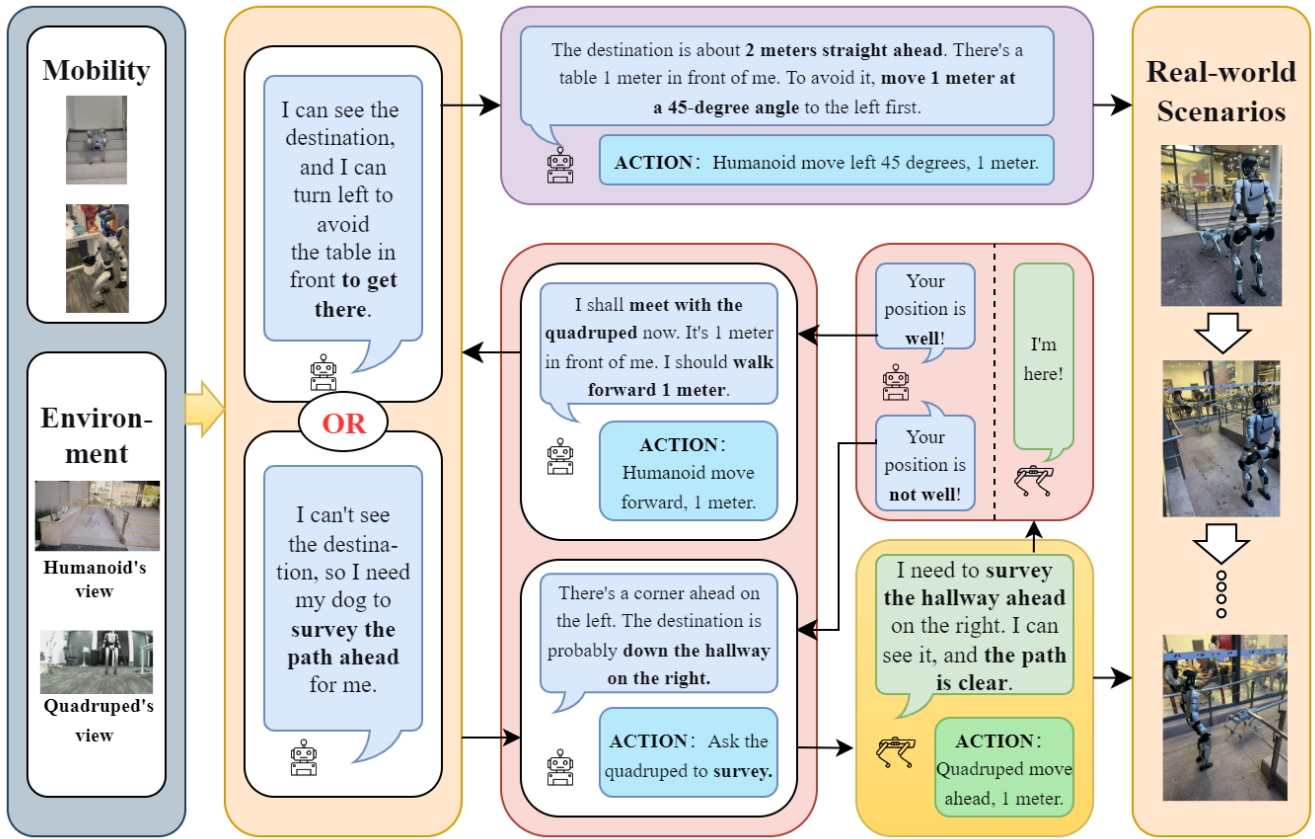 Mobility
Environ-
ment
Humanoid's
view
Quadruped's
view
I can see the
destination,
and I can
turn left to
avoid
the table in
front to get
there.
OR
I can't see
the destina-
tion, so I need
my dog to
survey the
path ahead
for me.
The destination is about 2 meters straight ahead. There's a
table 1 meter in front of me. To avoid it, move 1 meter at
a 45-degree angle to the left first.
ACTION: Humanoid move left 45 degrees, 1 meter.
I shall meet with the
quadruped now. It's 1 meter
in front of me. I should walk
forward 1 meter.
ACTION:
Humanoid move
forward, 1 meter.
There's a corner ahead on
the left. The destination is
probably down the hallway
on the right.
ACTION: Ask the
quadruped to survey.
Your
position is
well!
Your
position is
not well!
I'm
here!
I need to survey
the hallway ahead
on the right. I can
see it, and the path
is clear.
ACTION:
Quadruped move
ahead, 1 meter.
Real-world
Scenarios